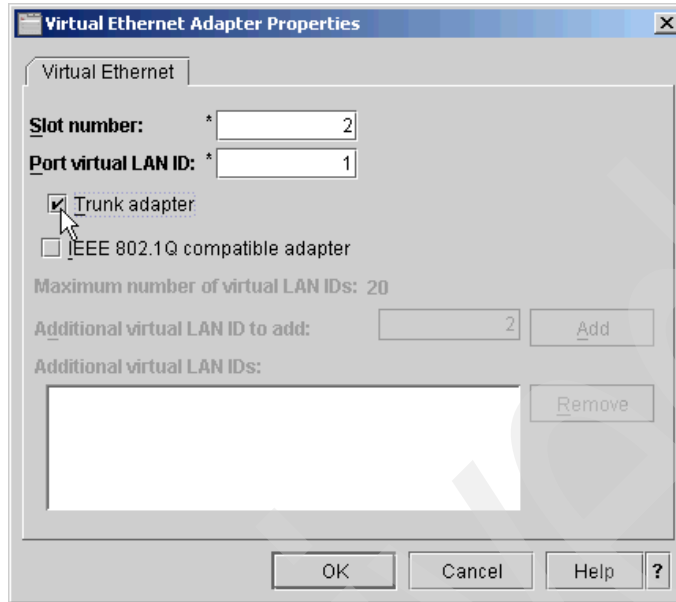 Virtual Ethernet Adapter Properties
Virtual Ethernet
Slot number: * 2
Port virtual LAN ID: * 1
Trunk adapter
IEEE 802.1Q compatible adapter
Maximum number of virtual LAN IDs: 20
Additional virtual LAN ID to add: 2 Add
Additional virtual LAN IDs:
Remove
OK Cancel Help ?